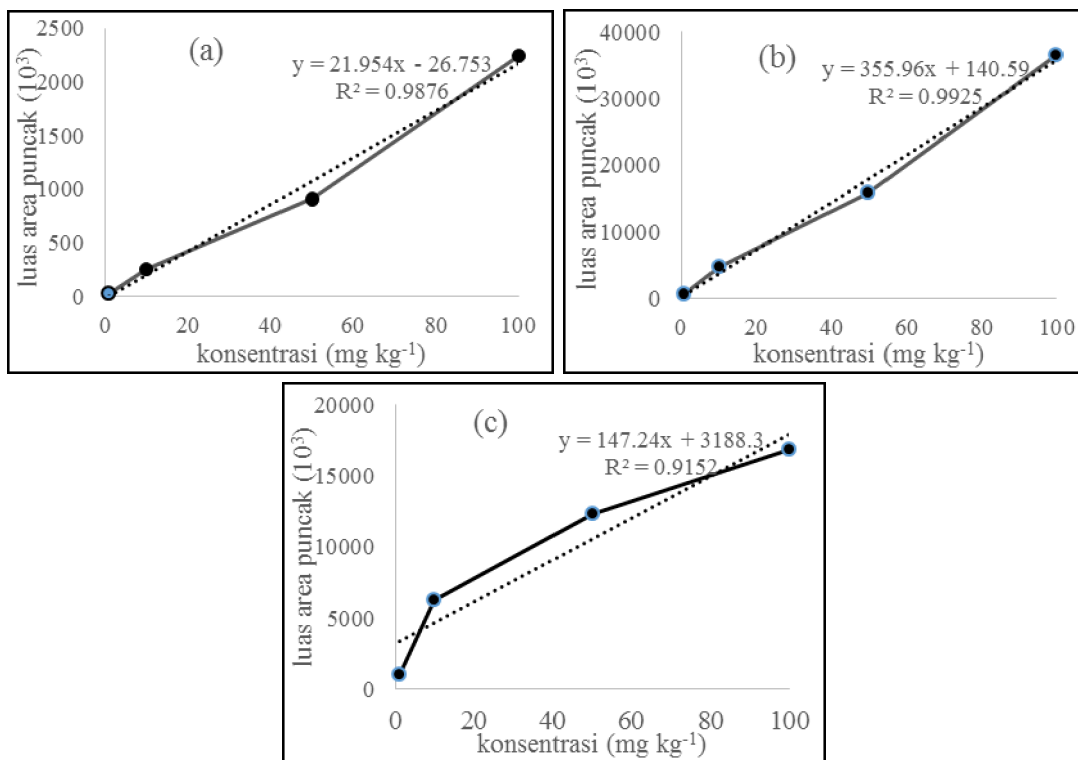 (a)
y = 21.954x - 26.753
R² = 0.9876
luas area puncak (10³)
2500
2000
1500
1000
500
0
0 20 40 60 80 100
konsentrasi (mg kg⁻¹)
(b)
y = 355.96x + 140.59
R² = 0.9925
luas area puncak (10³)
40000
30000
20000
10000
0
0 20 40 60 80 100
konsentrasi (mg kg⁻¹)
(c)
y = 147.24x + 3188.3
R² = 0.9152
luas area puncak (10³)
20000
15000
10000
5000
0
0 20 40 60 80 100
konsentrasi (mg kg⁻¹)